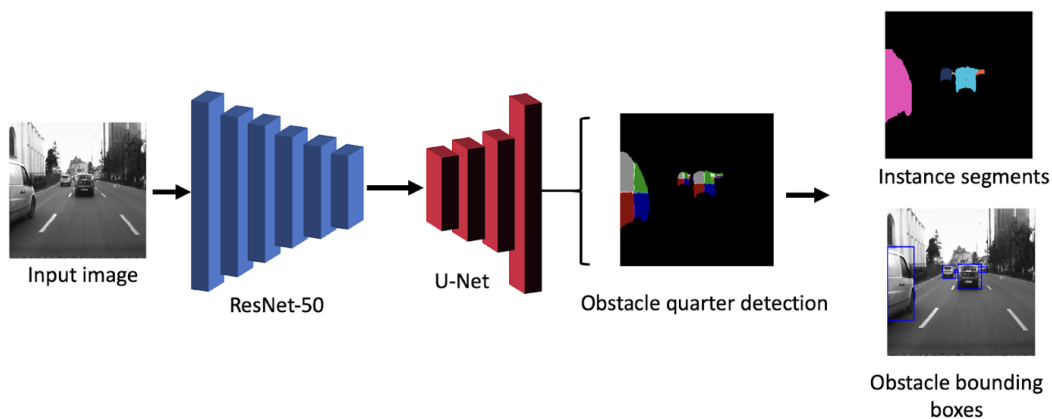 Input image
ResNet-50
U-Net
Obstacle quarter detection
Instance segments
Obstacle bounding
boxes